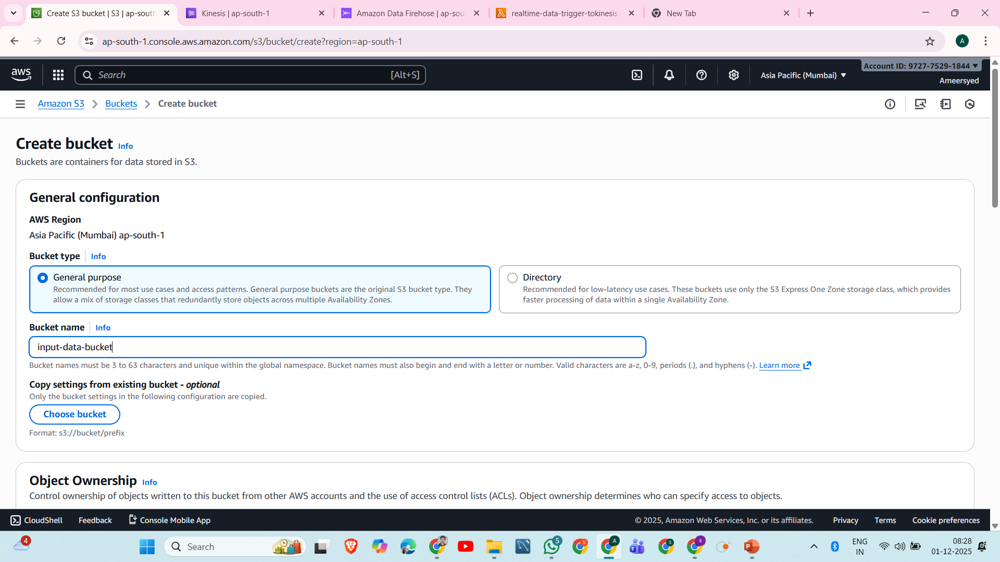 Create S3 bucket | S3 | ap-south
Kinesis | ap-south-1
Amazon Data Firehose | ap-sou
realtime-data-trigger-tokinesis
New Tab
ap-south-1.console.aws.amazon.com/s3/bucket/create?region=ap-south-1
A
aws
Search
[Alt+S]
Asia Pacific (Mumbai)
Account ID: 9727-7529-1844
Ameersyed
Amazon S3
Buckets
Create bucket
Create bucket Info
Buckets are containers for data stored in S3.
General configuration
AWS Region
Asia Pacific (Mumbai) ap-south-1
Bucket type Info
General purpose
Recommended for most use cases and access patterns. General purpose buckets are the original S3 bucket type. They
allow a mix of storage classes that redundantly store objects across multiple Availability Zones.
Directory
Recommended for low-latency use cases. These buckets use only the S3 Express One Zone storage class, which provides
faster processing of data within a single Availability Zone.
Bucket name Info
input-data-bucket
Bucket names must be 3 to 63 characters and unique within the global namespace. Bucket names must also begin and end with a letter or number. Valid characters are a-z, 0-9, periods (.), and hyphens (-). Learn more
Copy settings from existing bucket - optional
Only the bucket settings in the following configuration are copied.
Choose bucket
Format: s3://bucket/prefix
Object Ownership Info
Control ownership of objects written to this bucket from other AWS accounts and the use of access control lists (ACLs). Object ownership determines who can specify access to objects.
CloudShell
Feedback
Console Mobile App
© 2025, Amazon Web Services, Inc. or its affiliates.
Privacy
Terms
Cookie preferences
4
Search
5
S
A
T
S
S
P
ENG
IN
08:28
01-12-2025